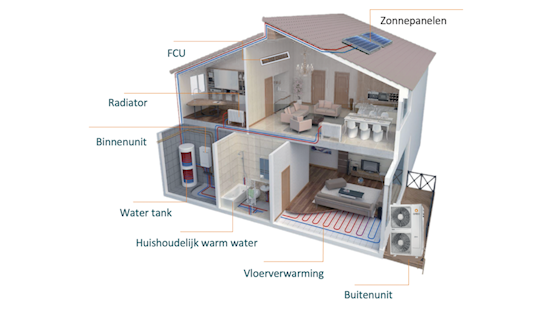 Zonnepanelen
FCU
Radiator
Binnenunit
Water tank
Huishoudelijk warm water
Vloerverwarming
Buitenunit